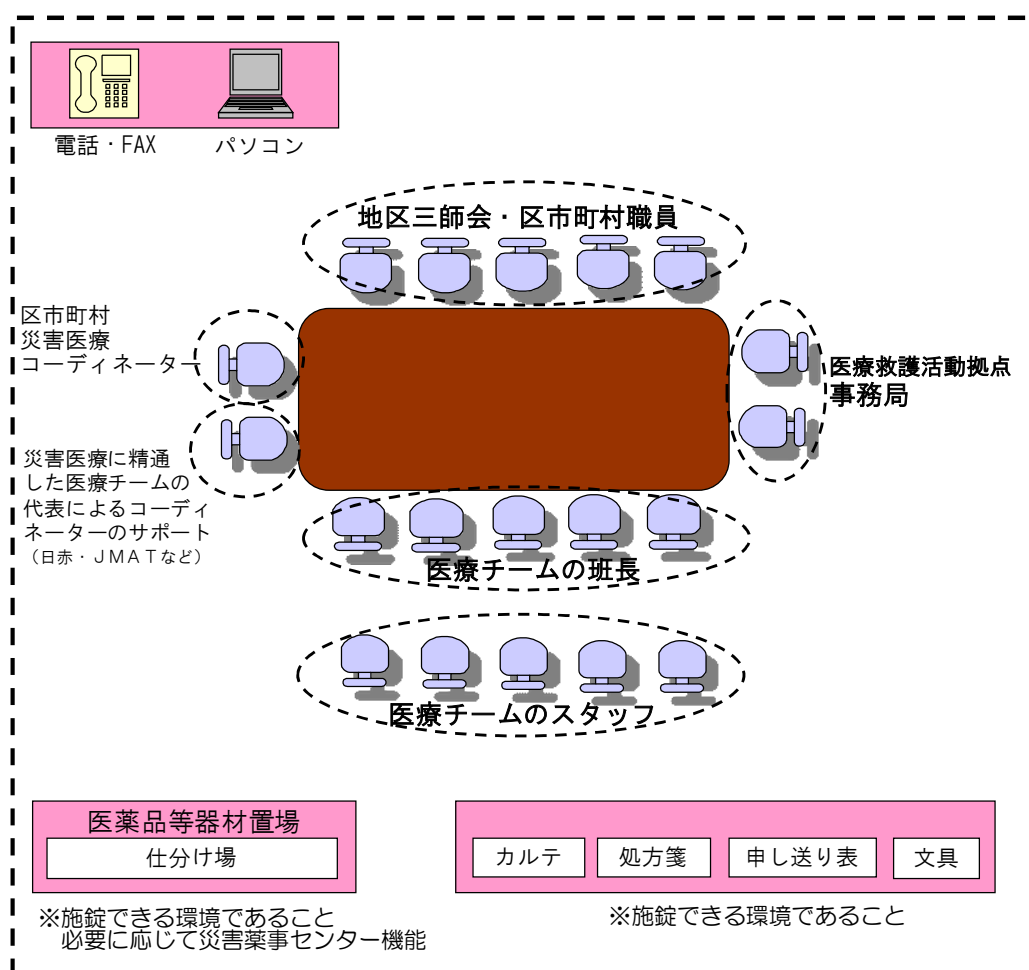 電話・FAX
パソコン
地区三師会・区市町村職員
区市町村
災害医療
コーディネーター
医療救護活動拠点
事務局
災害医療に精通
した医療チームの
代表によるコーディ
ネーターのサポート
（日赤・ＪＭＡＴなど）
医療チームの班長
医療チームのスタッフ
医薬品等器材置場
仕分け場
カルテ
処方箋
申し送り表
文具
※施錠できる環境であること
必要に応じて災害薬事センター機能
※施錠できる環境であること